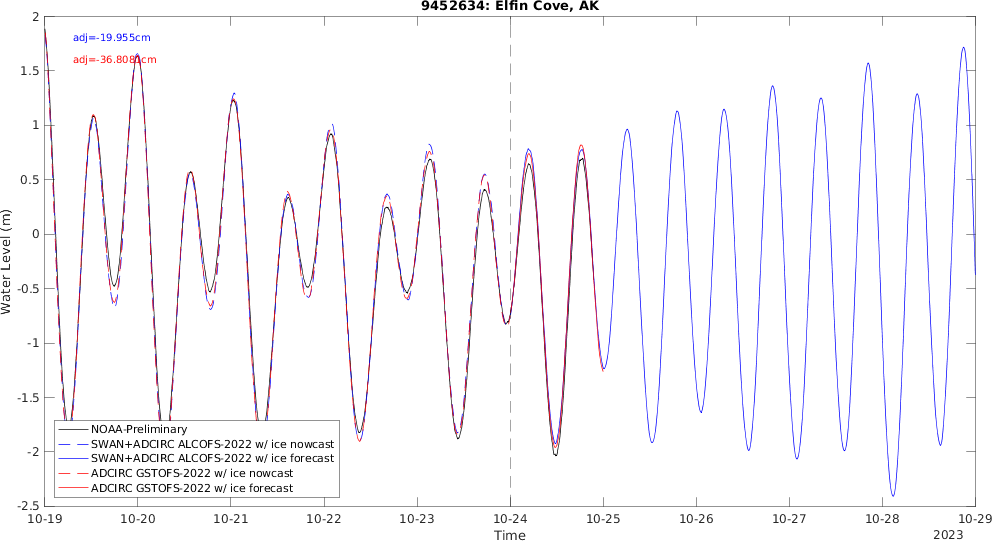 9452634: Elfin Cove, AK
adj=-19.955cm
2
1.5
1
0.5
0
-0.5
-1
-1.5
-2
-2.5
Water Level (m)
NOAA-Preliminary
SWAN+ADCIRC ALCOFS-2022 w/ ice nowcast
SWAN+ADCIRC ALCOFS-2022 w/ ice forecast
ADCIRC GSTOFS-2022 w/ ice nowcast
ADCIRC GSTOFS-2022 w/ ice forecast
10-19 10-20 10-21 10-22 10-23 10-24 10-25 10-26 10-27 10-28 10-29
Time
2023